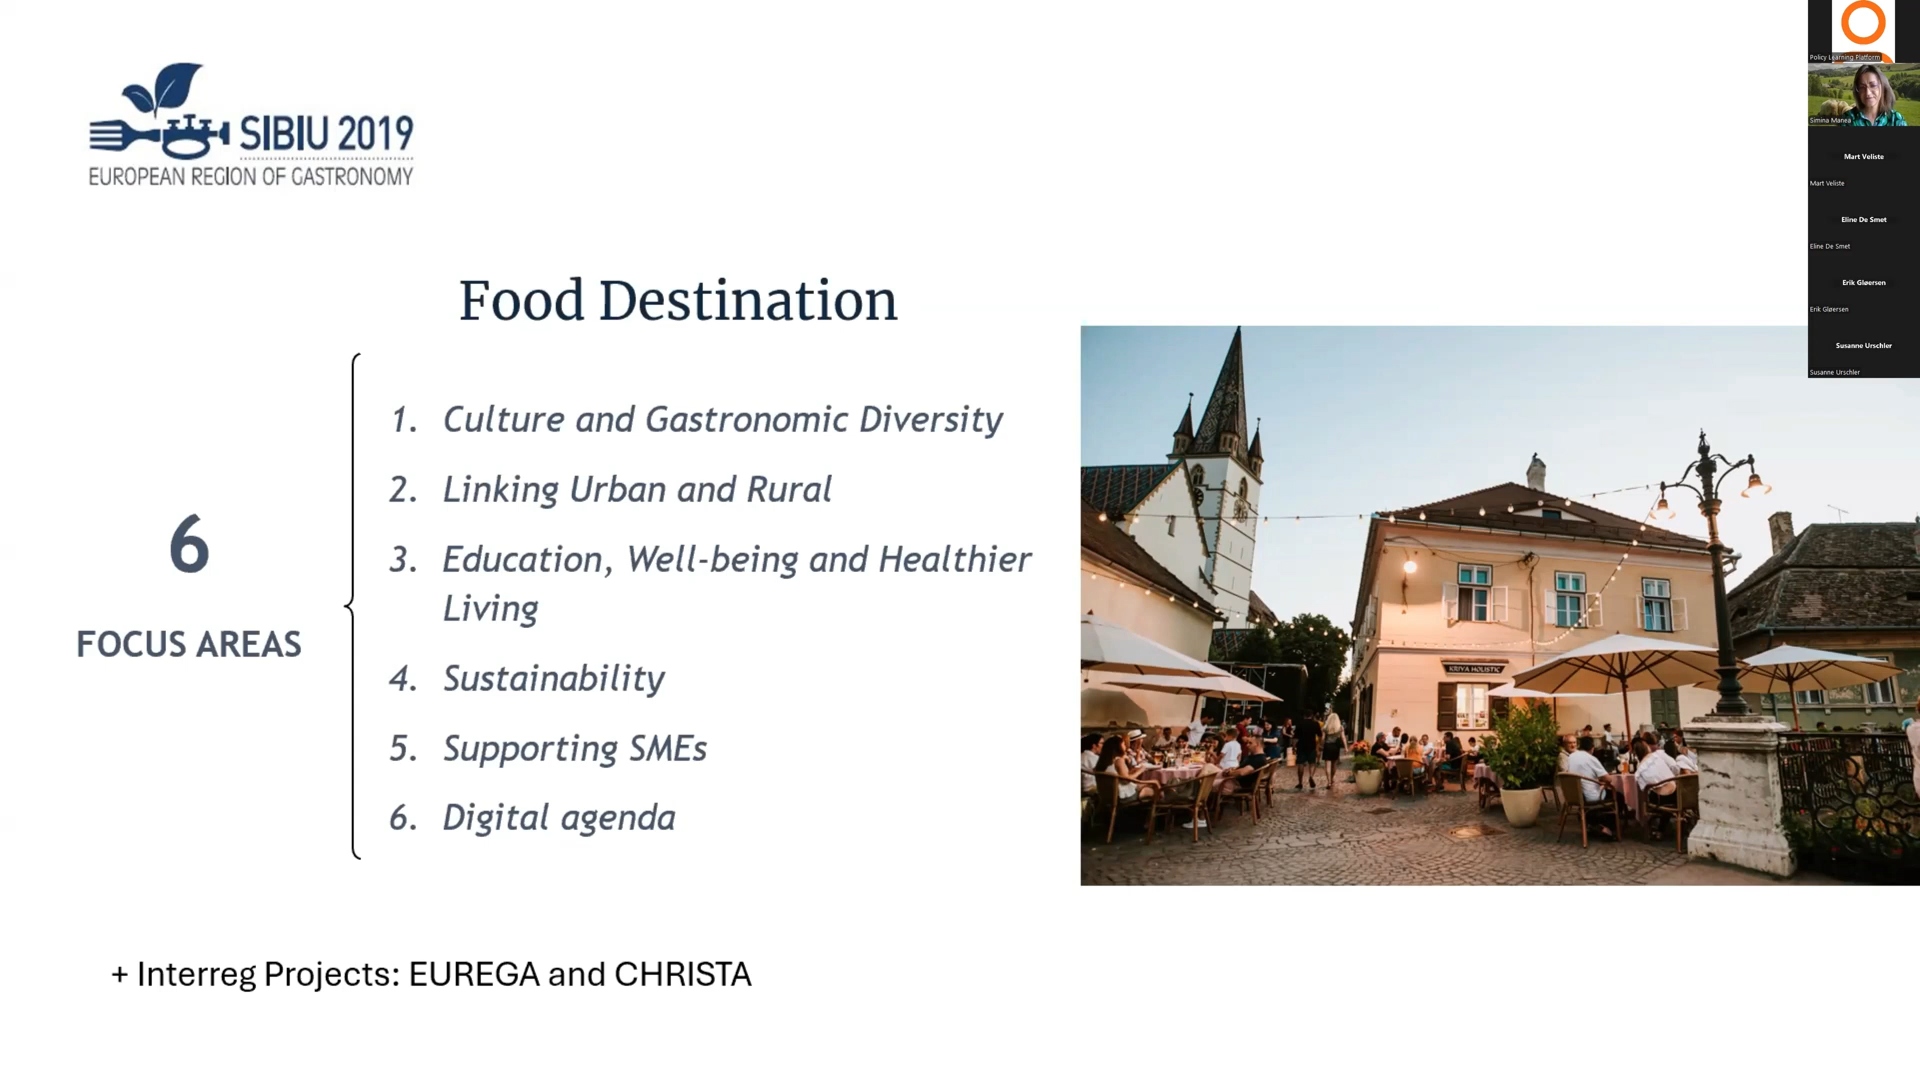 SIBIU 2019
EUROPEAN REGION OF GASTRONOMY
Food Destination
6
FOCUS AREAS
1. Culture and Gastronomic Diversity
2. Linking Urban and Rural
3. Education, Well-being and Healthier
Living
4. Sustainability
5. Supporting SMEs
6. Digital agenda
+ Interreg Projects: EUREGA and CHRISTA
KRIYA HOLISTIC
Policy Learning Platform
Simina Manea
Mart Veliste
Mart Veliste
Eline De Smet
Eline De Smet
Erik Gløersen
Erik Gløersen
Susanne Urschler
Susanne Urschler